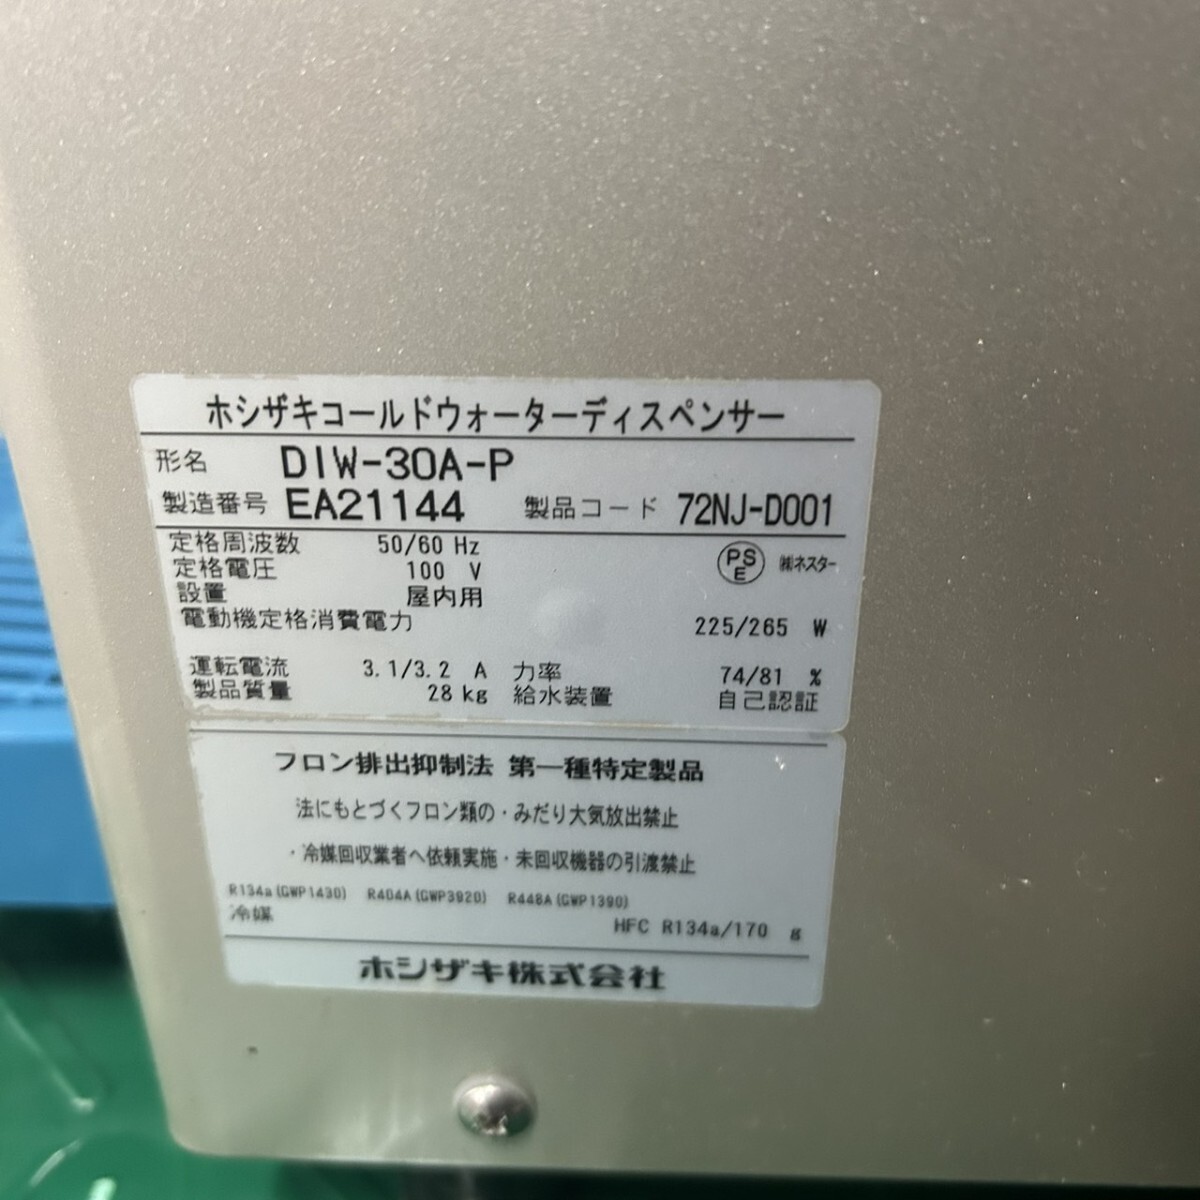 ホシザキコールドウォーターディスペンサー
形名 DIW-30A-P
製造番号 EA21144 製品コード 72NJ-D001
定格周波数 50/60 Hz
定格電圧 100 V PSE ㈱ネスター
設置 屋内用
電動機定格消費電力 225/265 W
運転電流 3.1/3.2 A 力率 74/81 %
製品質量 28 kg 給水装置 自己認証
フロン排出抑制法 第一種特定製品
法にもとづくフロン類の・みだり大気放出禁止
・冷媒回収業者へ依頼実施・未回収機器の引渡禁止
R134a(GWP1430) R404A(GWP3920) R448A(GWP1390)
冷媒 HFC R134a/170 g
ホシザキ株式会社